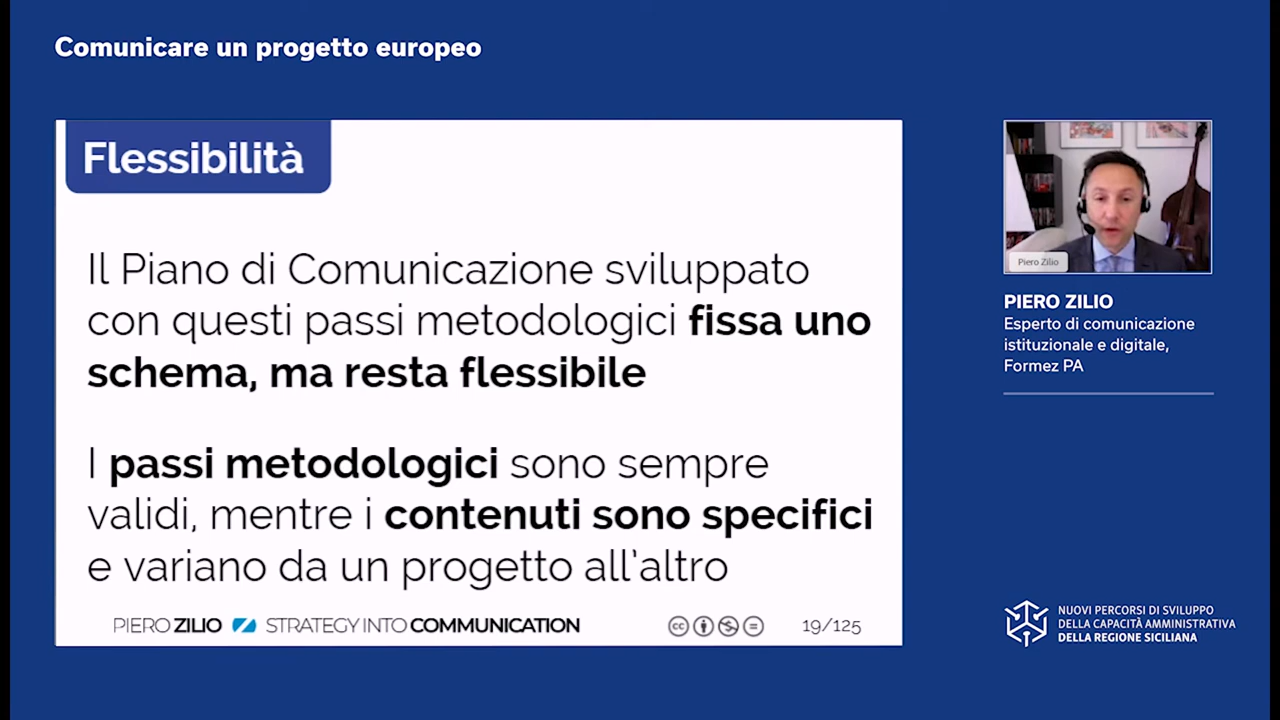 Comunicare un progetto europeo
Flessibilità
Il Piano di Comunicazione sviluppato
con questi passi metodologici fissa uno
schema, ma resta flessibile
I passi metodologici sono sempre
validi, mentre i contenuti sono specifici
e variano da un progetto all'altro
PIERO ZILIO STRATEGY INTO COMMUNICATION
cc
19/125
Piero Zilio
PIERO ZILIO
Esperto di comunicazione
istituzionale e digitale,
Formez PA
NUOVI PERCORSI DI SVILUPPO
DELLA CAPACITÀ AMMINISTRATIVA
DELLA REGIONE SICILIANA